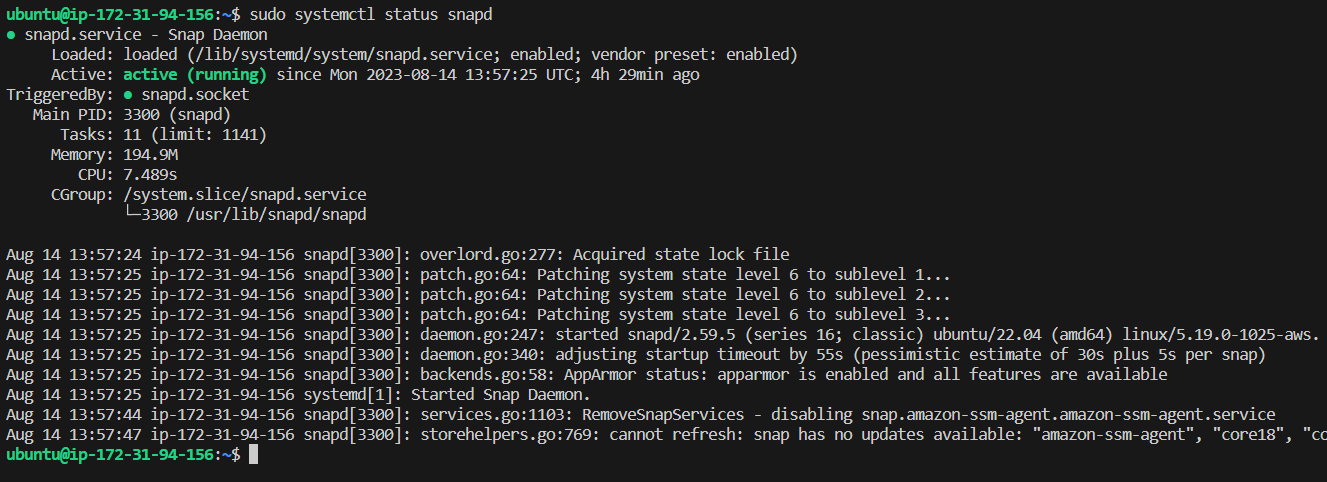 ubuntu@ip-172-31-94-156:~$ sudo systemctl status snapd
● snapd.service - Snap Daemon
Loaded: loaded (/lib/systemd/system/snapd.service; enabled; vendor preset: enabled)
Active: active (running) since Mon 2023-08-14 13:57:25 UTC; 4h 29min ago
TriggeredBy: ● snapd.socket
Main PID: 3300 (snapd)
Tasks: 11 (limit: 1141)
Memory: 194.9M
CPU: 7.489s
CGroup: /system.slice/snapd.service
└─3300 /usr/lib/snapd/snapd
Aug 14 13:57:24 ip-172-31-94-156 snapd[3300]: overlord.go:277: Acquired state lock file
Aug 14 13:57:25 ip-172-31-94-156 snapd[3300]: patch.go:64: Patching system state level 6 to sublevel 1...
Aug 14 13:57:25 ip-172-31-94-156 snapd[3300]: patch.go:64: Patching system state level 6 to sublevel 2...
Aug 14 13:57:25 ip-172-31-94-156 snapd[3300]: patch.go:64: Patching system state level 6 to sublevel 3...
Aug 14 13:57:25 ip-172-31-94-156 snapd[3300]: daemon.go:247: started snapd/2.59.5 (series 16; classic) ubuntu/22.04 (amd64) linux/5.19.0-1025-aws.
Aug 14 13:57:25 ip-172-31-94-156 snapd[3300]: daemon.go:340: adjusting startup timeout by 55s (pessimistic estimate of 30s plus 5s per snap)
Aug 14 13:57:25 ip-172-31-94-156 snapd[3300]: backends.go:58: AppArmor status: apparmor is enabled and all features are available
Aug 14 13:57:25 ip-172-31-94-156 systemd[1]: Started Snap Daemon.
Aug 14 13:57:44 ip-172-31-94-156 snapd[3300]: services.go:1103: RemoveSnapServices - disabling snap.amazon-ssm-agent.amazon-ssm-agent.service
Aug 14 13:57:47 ip-172-31-94-156 snapd[3300]: storehelpers.go:769: cannot refresh: snap has no updates available: "amazon-ssm-agent", "core18", "co
ubuntu@ip-172-31-94-156:~$